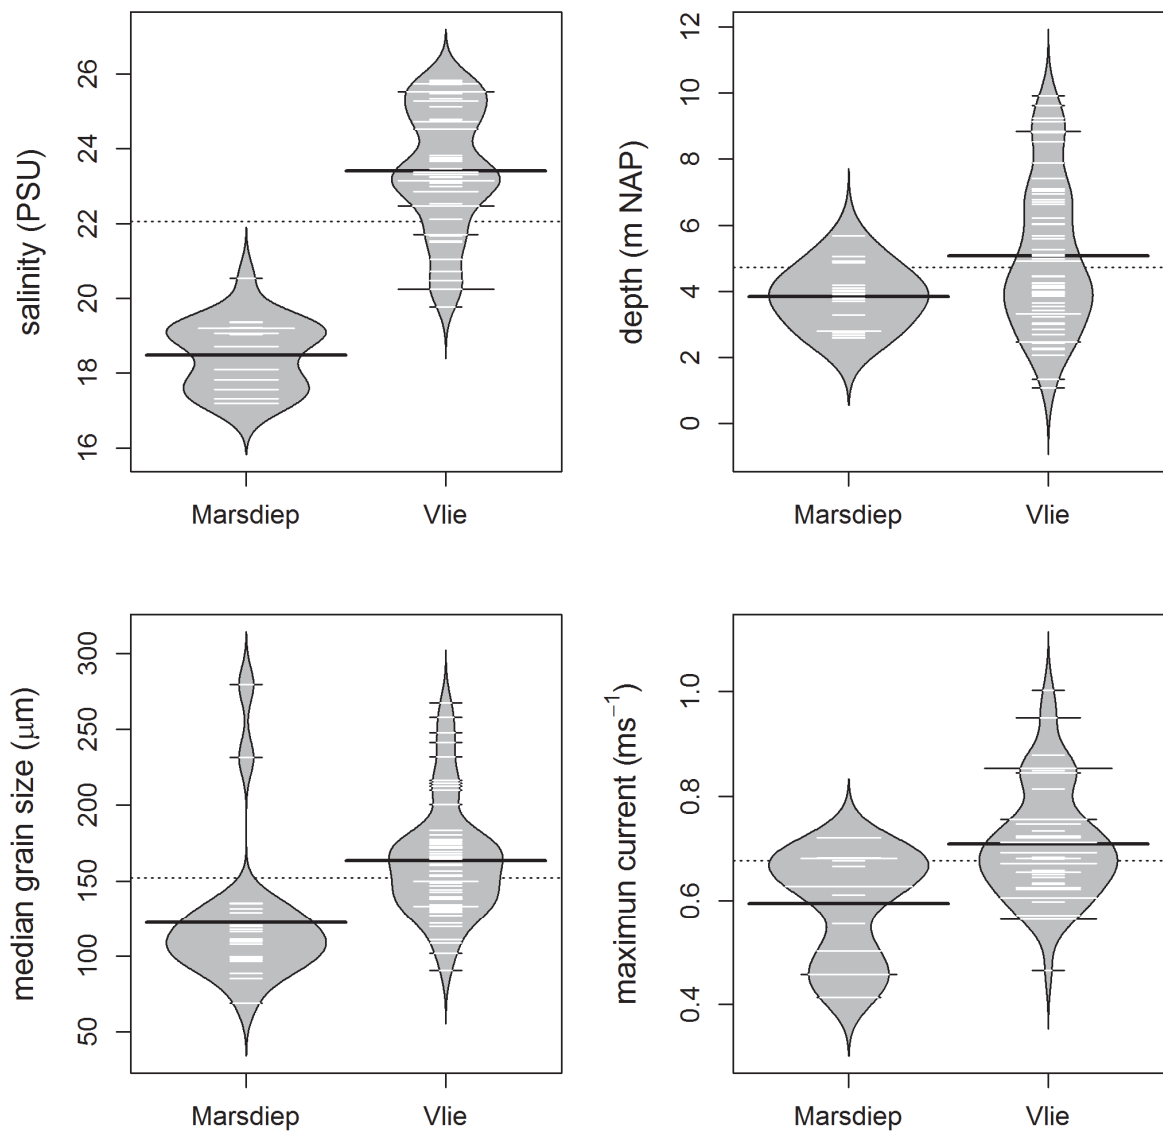 salinity (PSU)
26
24
22
20
18
16
Marsdiep Vlie
depth (m NAP)
12
10
8
6
4
2
0
Marsdiep Vlie
median grain size (μm)
300
250
200
150
100
50
Marsdiep Vlie
maximun current (ms⁻¹)
1.0
0.8
0.6
0.4
Marsdiep Vlie